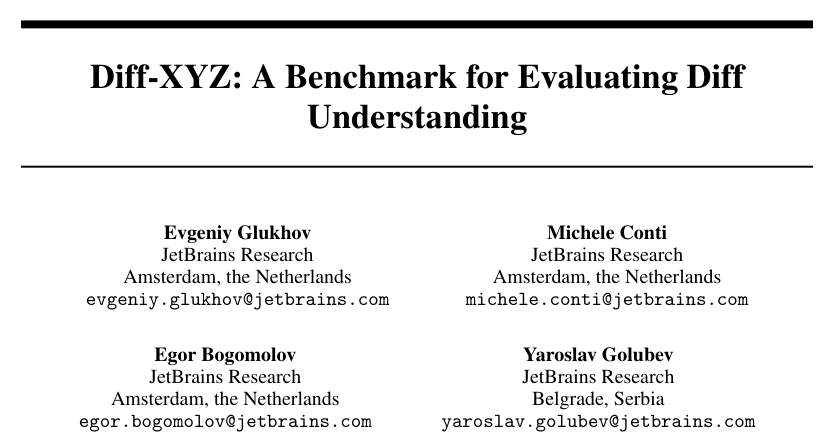 Diff-XYZ: A Benchmark for Evaluating Diff
Understanding
Evgeniy Glukhov
JetBrains Research
Amsterdam, the Netherlands
evgeniy.glukhov@jetbrains.com
Michele Conti
JetBrains Research
Amsterdam, the Netherlands
michele.conti@jetbrains.com
Egor Bogomolov
JetBrains Research
Amsterdam, the Netherlands
egor.bogomolov@jetbrains.com
Yaroslav Golubev
JetBrains Research
Belgrade, Serbia
yaroslav.golubev@jetbrains.com